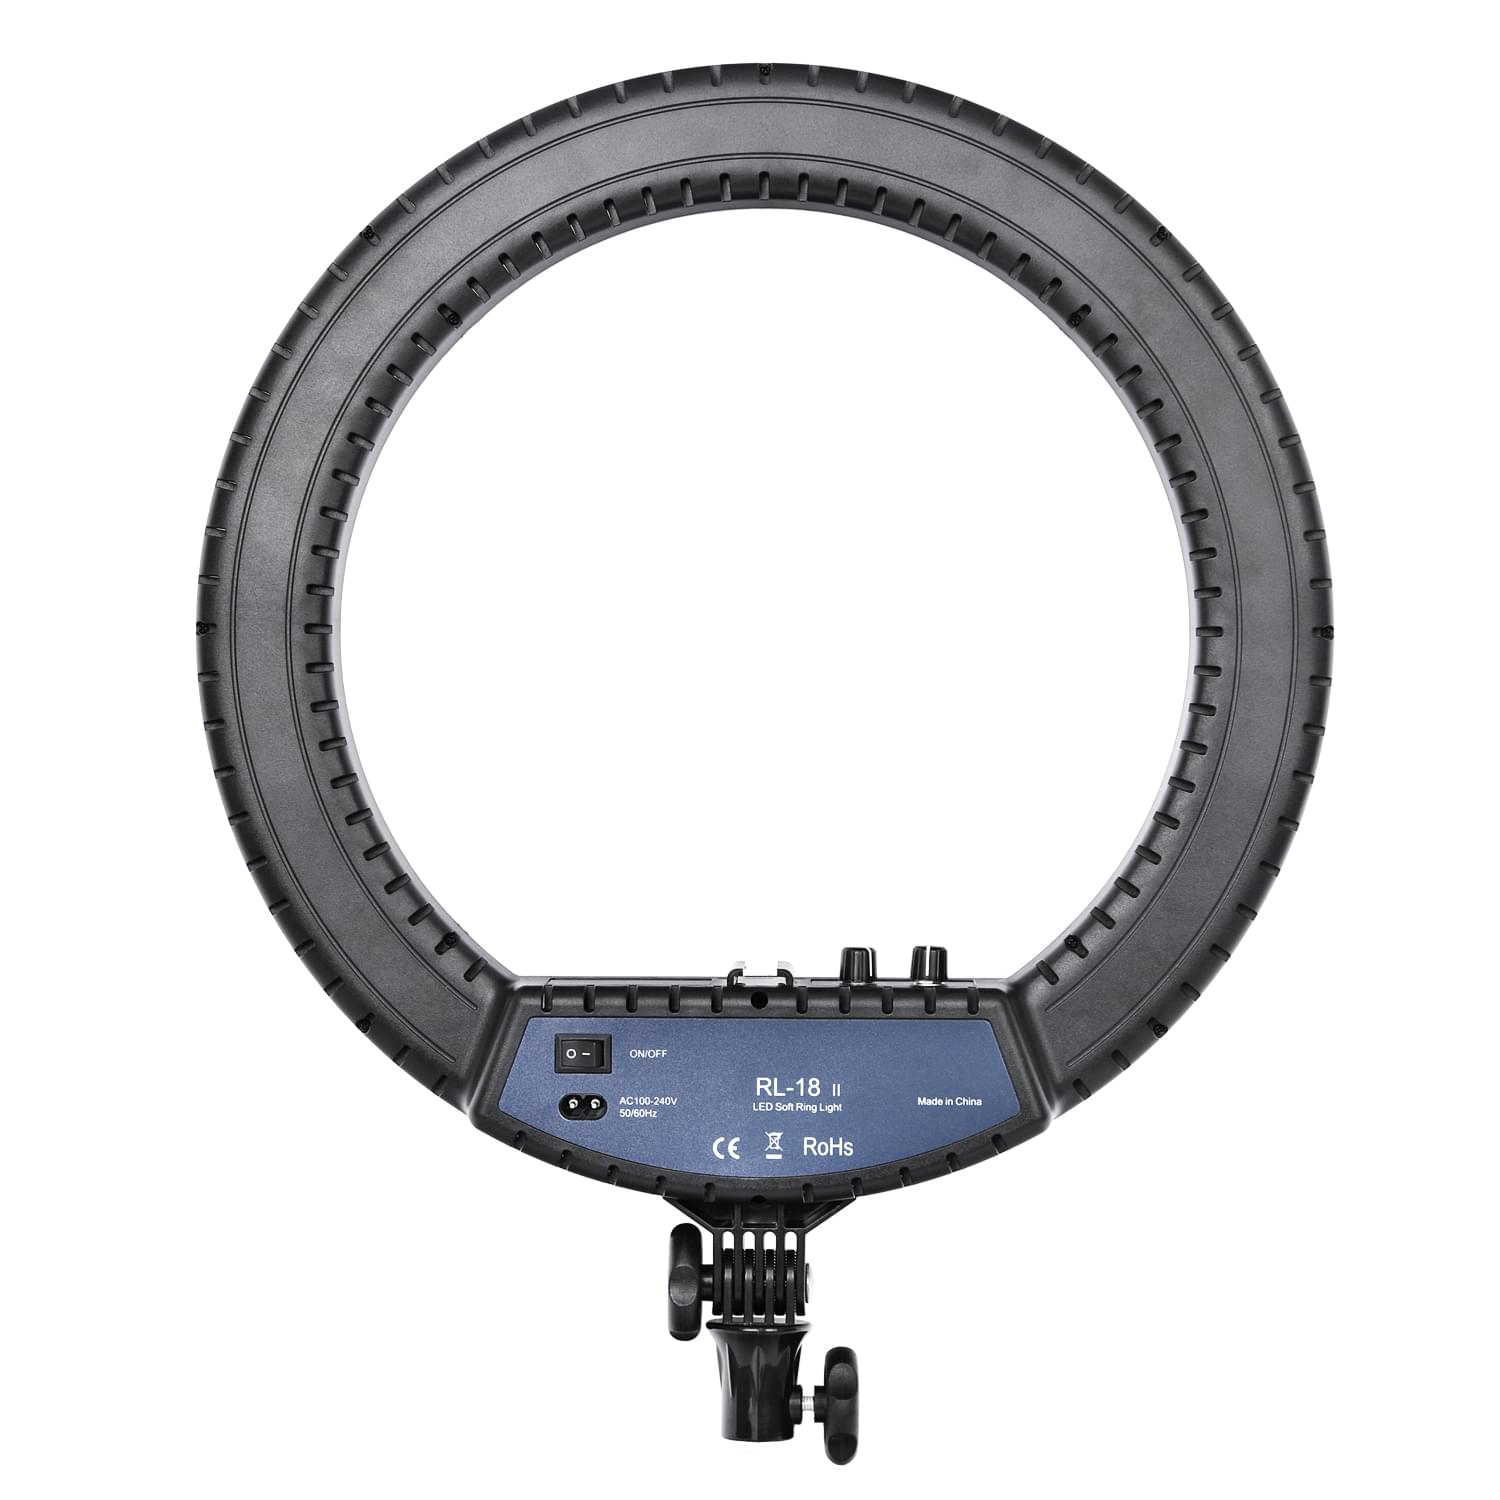 O –
ON/OFF
AC100-240V
50/60Hz
RL-18 II
LED Soft Ring Light
Made in China
CE RoHs